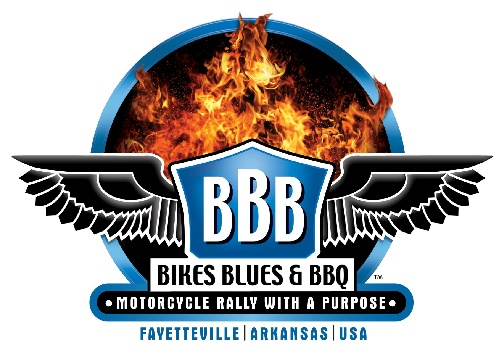 BBB
BIKES BLUES & BBQ ™
• MOTORCYCLE RALLY WITH A PURPOSE •
FAYETTEVILLE | ARKANSAS | USA